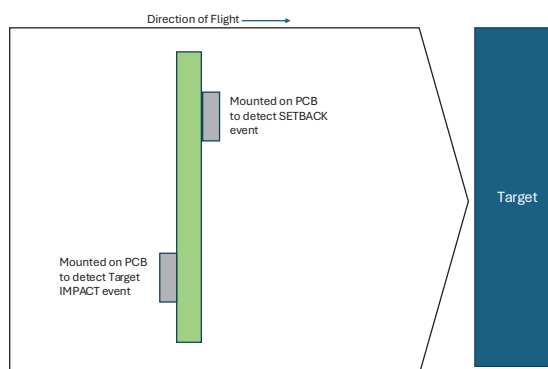 Direction of Flight
Mounted on PCB
to detect SETBACK
event
Target
Mounted on PCB
to detect Target
IMPACT event